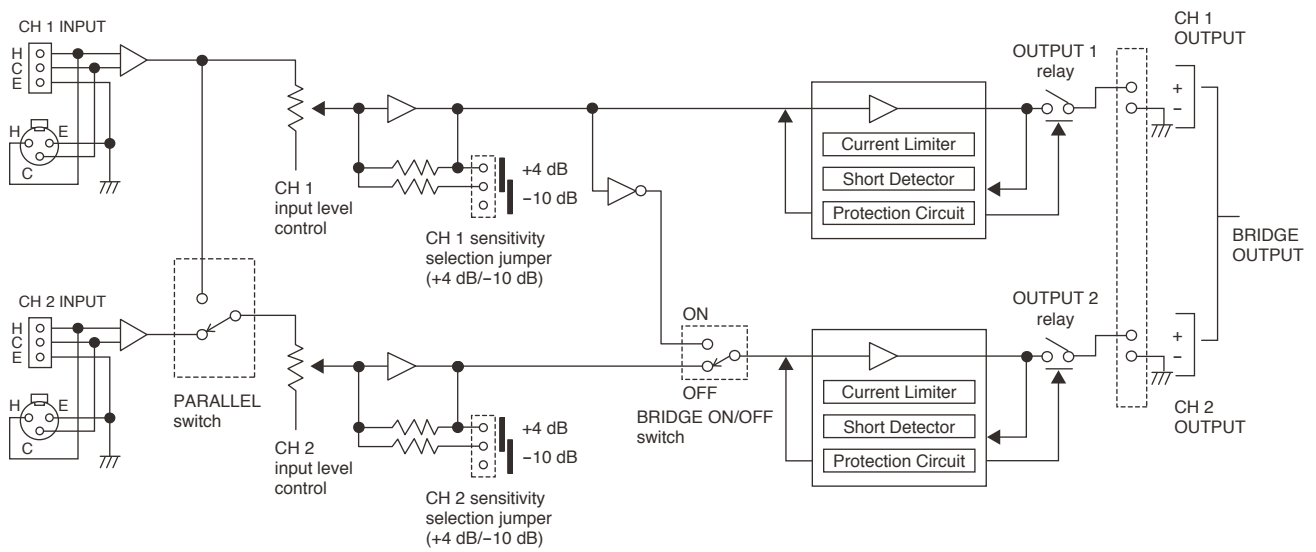 CH 1 INPUT
H
C
E
H
E
C
CH 1
input level
control
+4 dB
−10 dB
CH 1 sensitivity
selection jumper
(+4 dB/−10 dB)
Current Limiter
Short Detector
Protection Circuit
OUTPUT 1
relay
CH 1
OUTPUT
+
−
BRIDGE
OUTPUT
CH 2 INPUT
H
C
E
H
E
C
PARALLEL
switch
CH 2
input level
control
+4 dB
−10 dB
CH 2 sensitivity
selection jumper
(+4 dB/−10 dB)
ON
OFF
BRIDGE ON/OFF
switch
Current Limiter
Short Detector
Protection Circuit
OUTPUT 2
relay
+
−
CH 2
OUTPUT